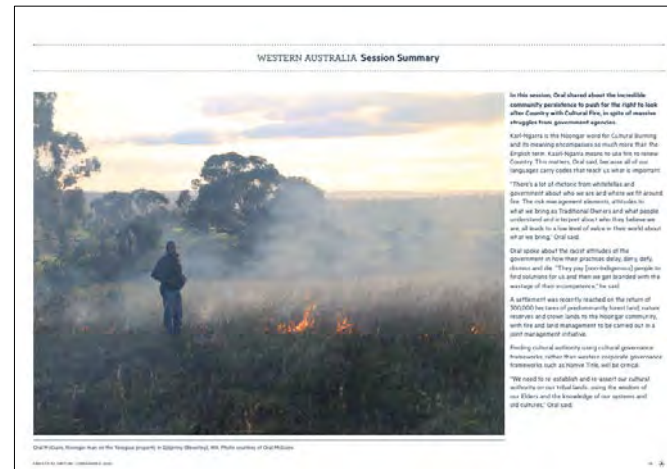 WESTERN AUSTRALIA Session Summary
In this session, Oral shared about the incredible
community persistence to push for the right to look
after Country with Cultural Fire, in spite of massive
struggles from government agencies.
Karl-Ngarra is the Noongar word for Cultural Burning
and its meaning encompasses so much more than the
English term. Kaarl-Ngarra means to use fire to renew
Country. This matters, Oral said, because all of our
languages carry codes that teach us what is important.
"There's a lot of rhetoric from whitefellas and
government about who we are and where we fit around
fire. The risk management elements, attitudes to
what we bring as Traditional Owners and what people
understand and interpret about who they believe we
are, all leads to a low level of value in their world about
what we bring," Oral said.
Oral spoke about the racist attitudes of the
government in how their practices delay, deny, defy,
dismiss and die. "They pay [non-Indigenous] people to
find solutions for us and then we get branded with the
wastage of their incompetence," he said.
A settlement was recently reached on the return of
300,000 hectares of predominantly forest land, nature
reserves and crown lands to the Noongar community,
with fire and land management to be carried out in a
joint management initiative.
Finding cultural authority using cultural governance
frameworks, rather than western corporate governance
frameworks such as Native Title, will be critical.
"We need to re-establish and re-assert our cultural
authority on our tribal lands, using the wisdom of
our Elders and the knowledge of our systems and
old cultures," Oral said.
Oral McGuire, Noongar man on the Yaraguia property in (Beverley), WA. Photo courtesy of Oral McGuire.